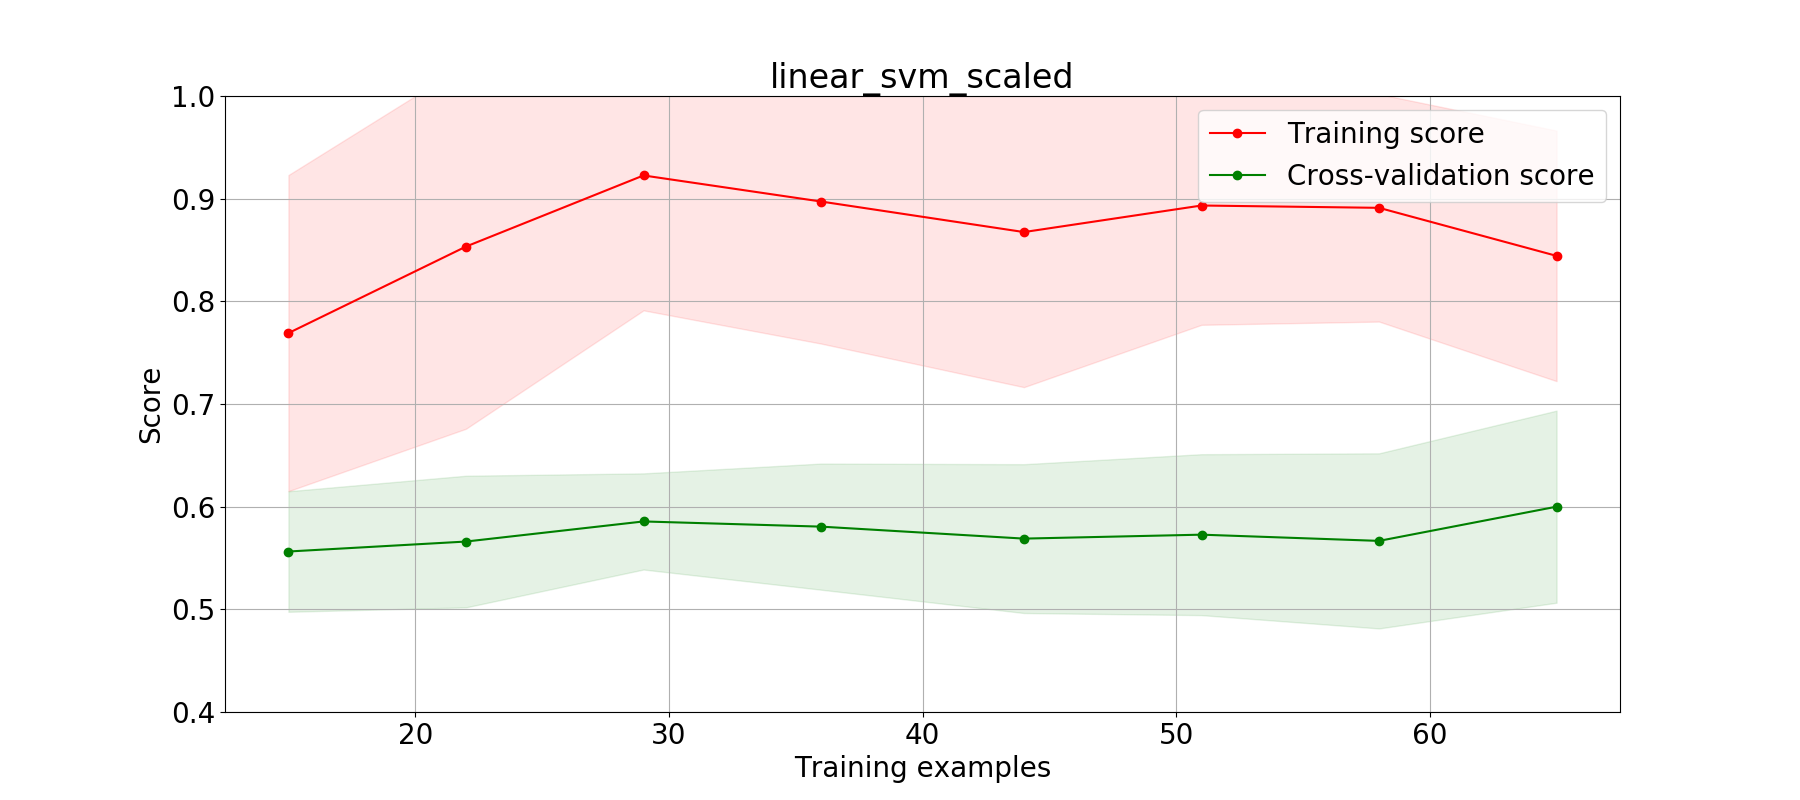 linear_svm_scaled
1.0
0.9
0.8
0.7
0.6
0.5
0.4
Score
Training score
Cross-validation score
20 30 40 50 60
Training examples